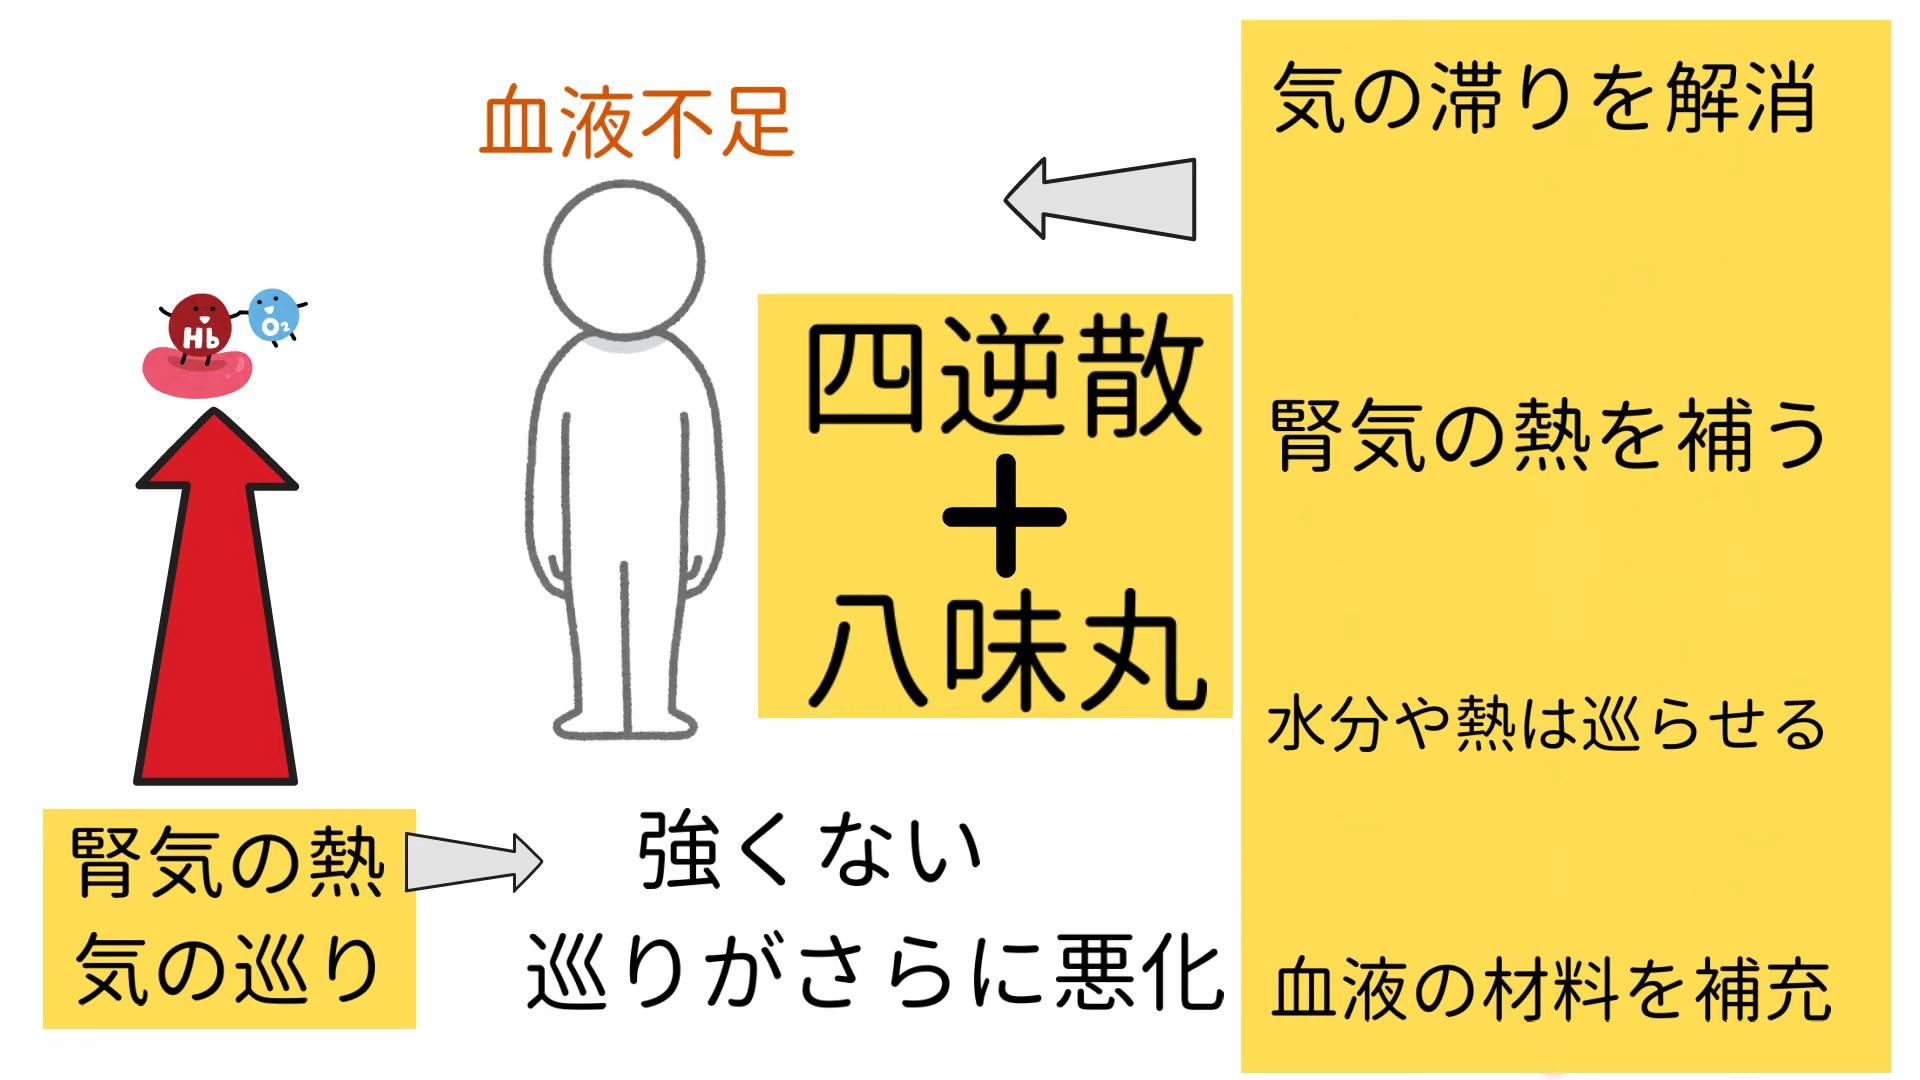 血液不足
Hb
O2
四逆散
+
八味丸
気の滞りを解消
腎気の熱を補う
水分や熱は巡らせる
血液の材料を補充
腎気の熱
気の巡り
強くない
巡りがさらに悪化